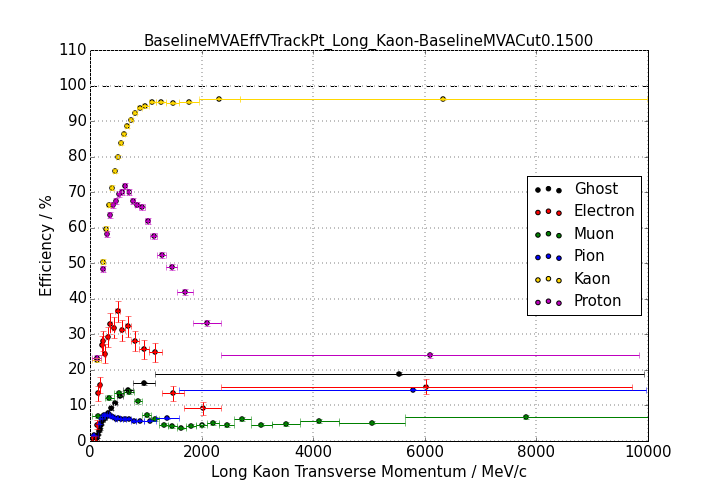 BaselineMVAEffVTrackPt_Long_Kaon-BaselineMVACut0.1500
110
100
90
80
70
60
50
40
30
20
10
0
Efficiency / %
Ghost
Electron
Muon
Pion
Kaon
Proton
0 2000 4000 6000 8000 10000
Long Kaon Transverse Momentum / MeV/c